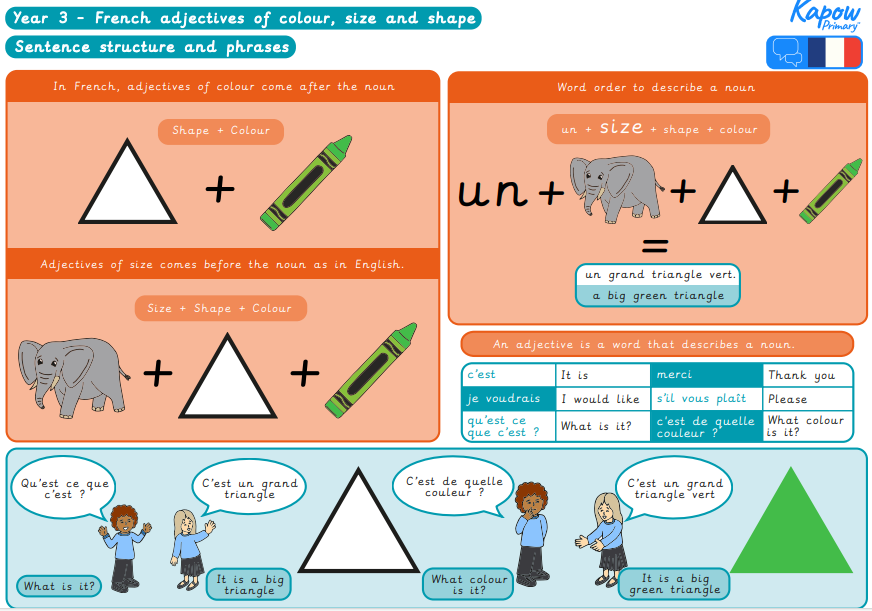 Year 3 - French adjectives of colour, size and shape
Kapow
Primary
Sentence structure and phrases
In French, adjectives of colour come after the noun
Shape + Colour
+
Adjectives of size comes before the noun as in English.
Size + Shape + Colour
+ +
Word order to describe a noun
un + size + shape + colour
un + + +
=
un grand triangle vert.
a big green triangle
An adjective is a word that describes a noun.
c'est It is merci Thank you
je voudrais I would like s'il vous plaît Please
qu'est ce
que c'est ?
What is it?
c'est de quelle
couleur ?
What colour
is it?
Qu'est ce que
c'est ?
What is it?
C'est un grand
triangle
It is a big
triangle
C'est de quelle
couleur ?
What colour
is it?
C'est un grand
triangle vert
It is a big
green triangle